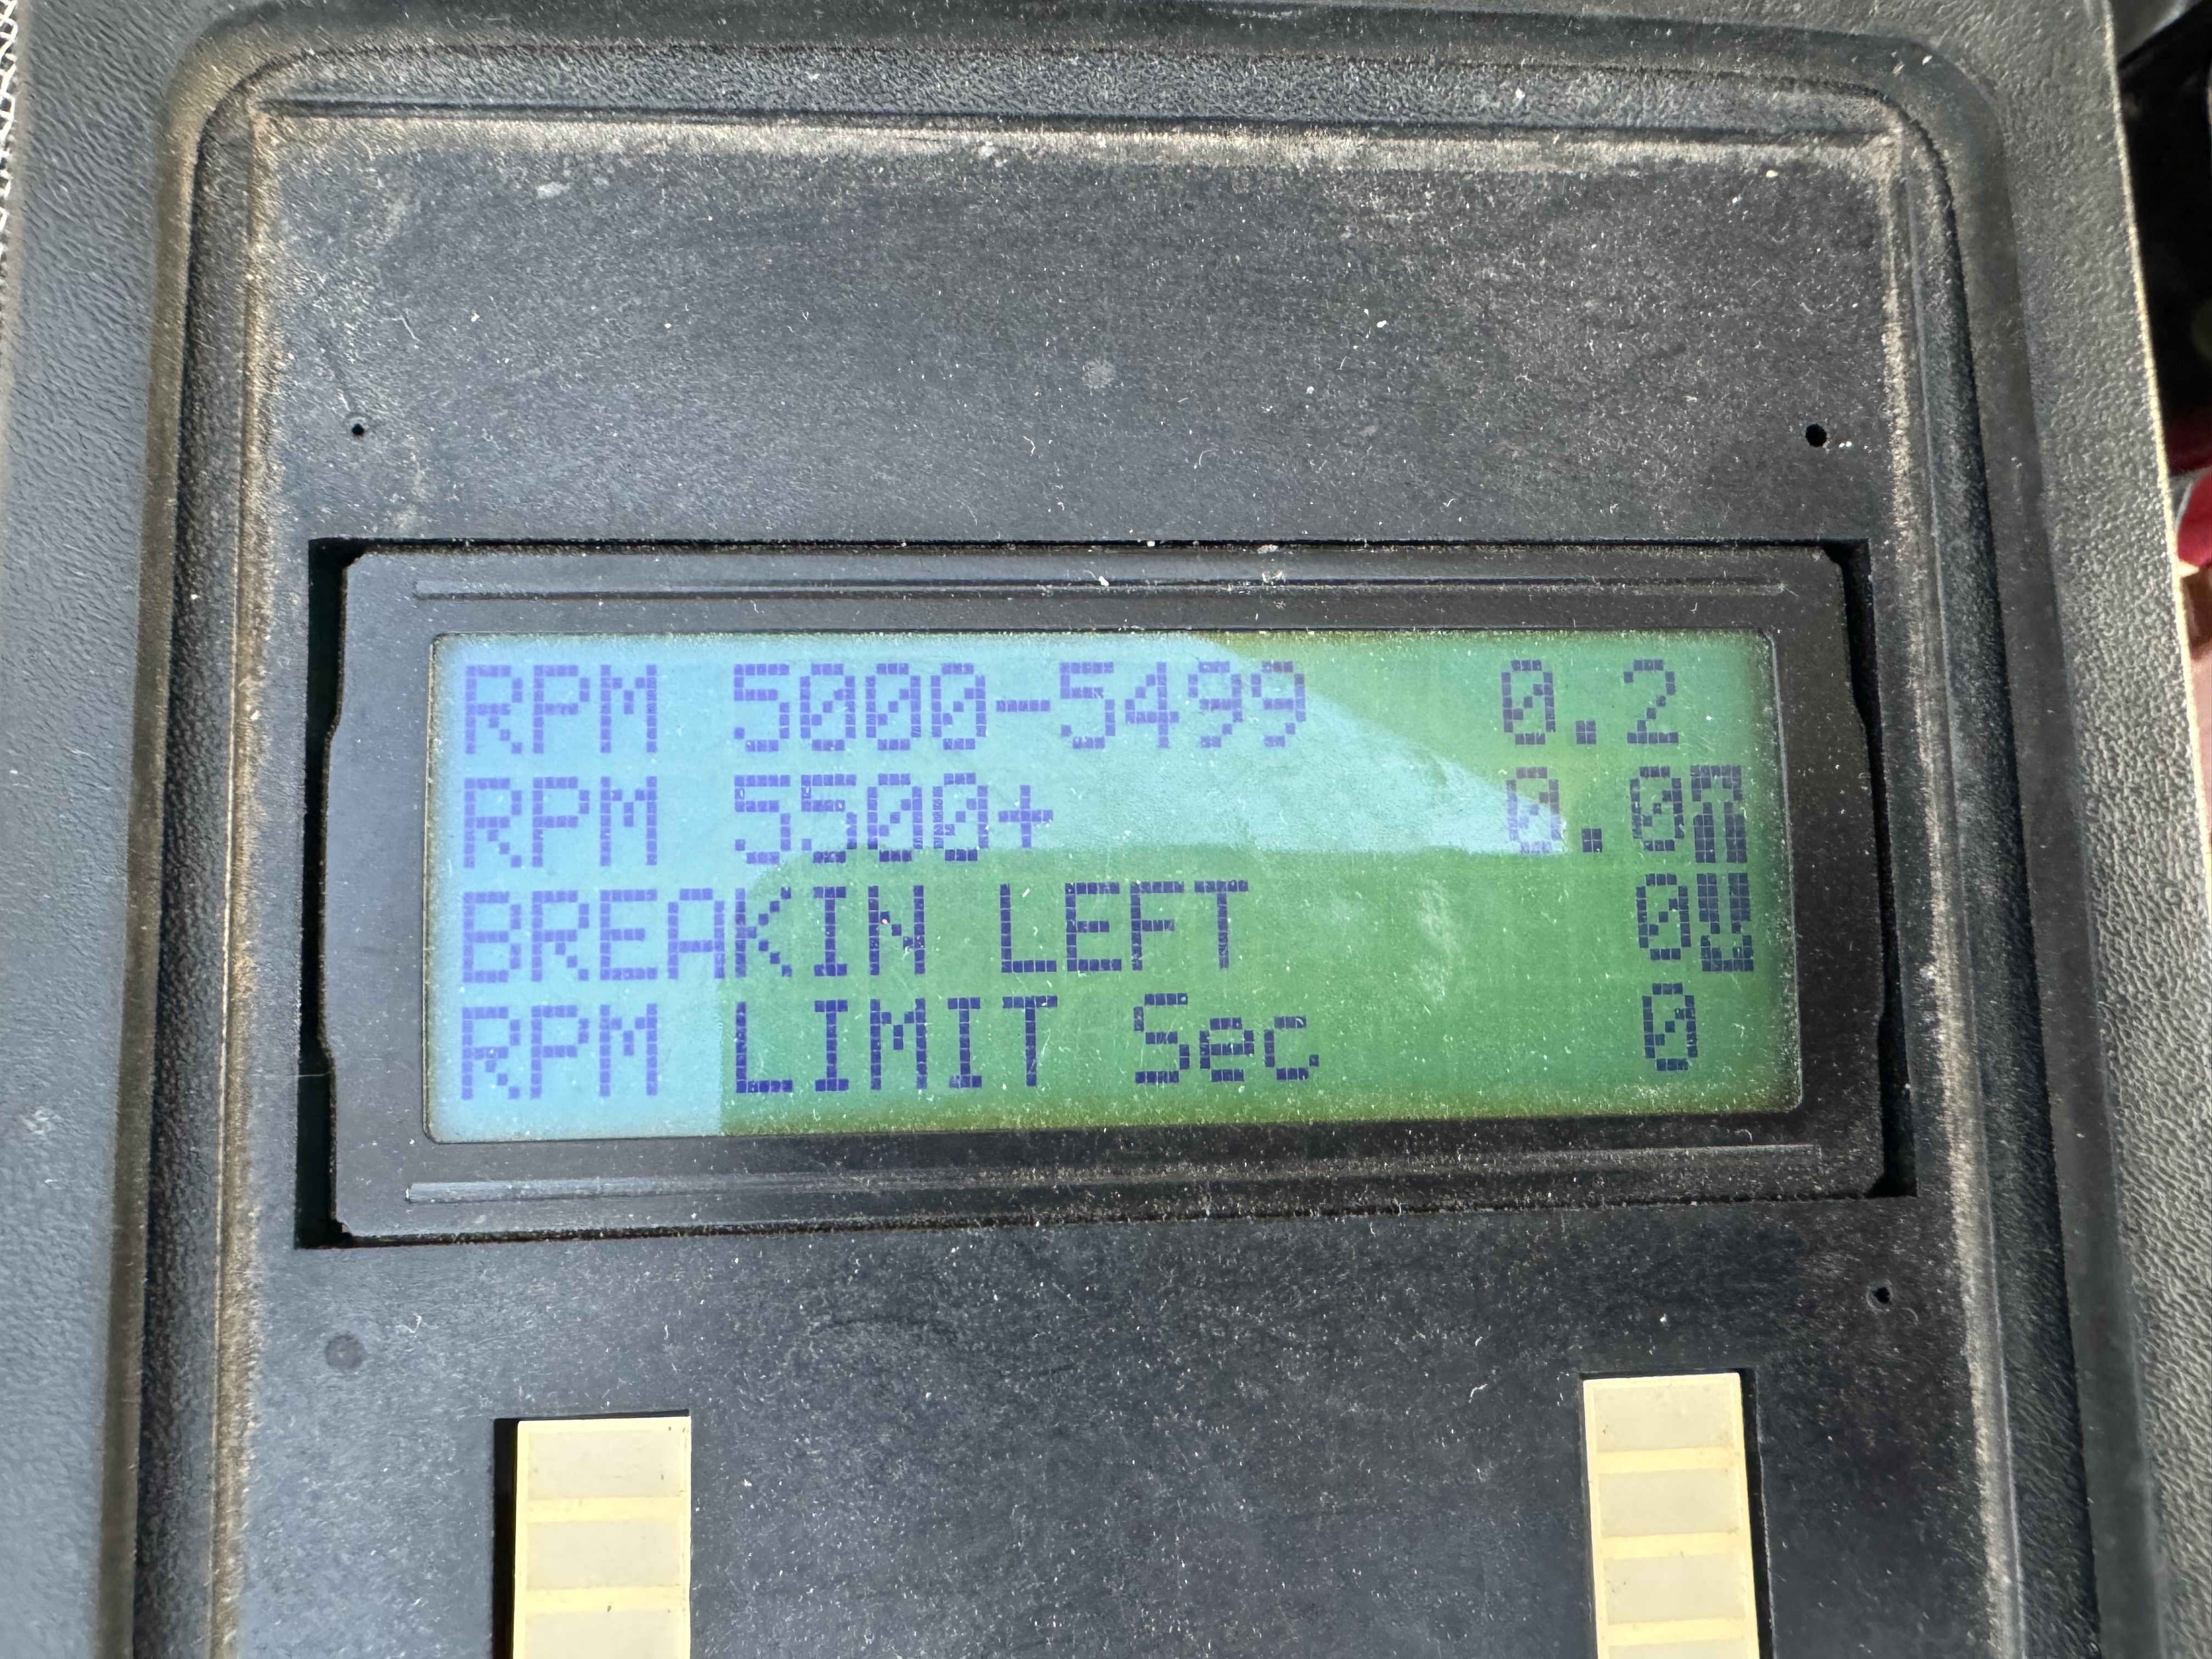 RPM 5000-5499 0.2
RPM 5500+ 0.0
BREAKIN LEFT 0
RPM LIMIT Sec 0